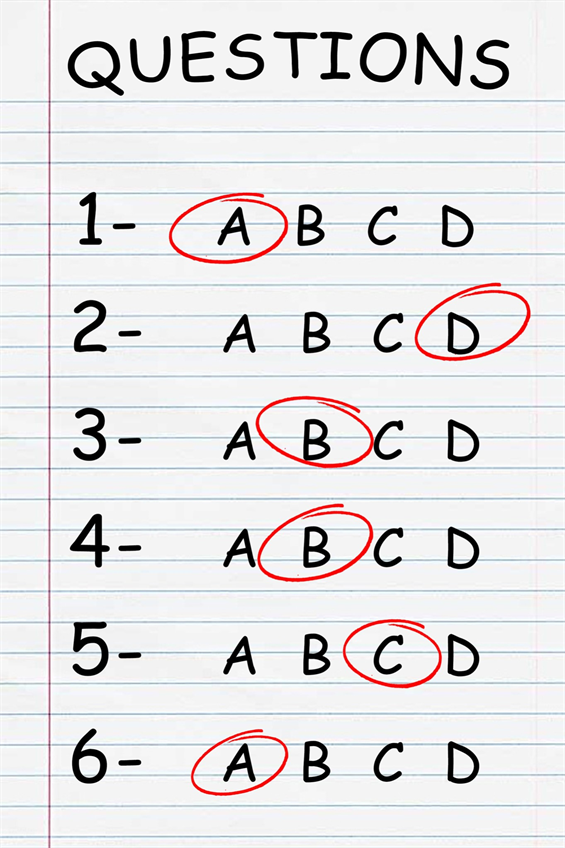 QUESTIONS
1- A B C D
2- A B C D
3- A B C D
4- A B C D
5- A B C D
6- A B C D